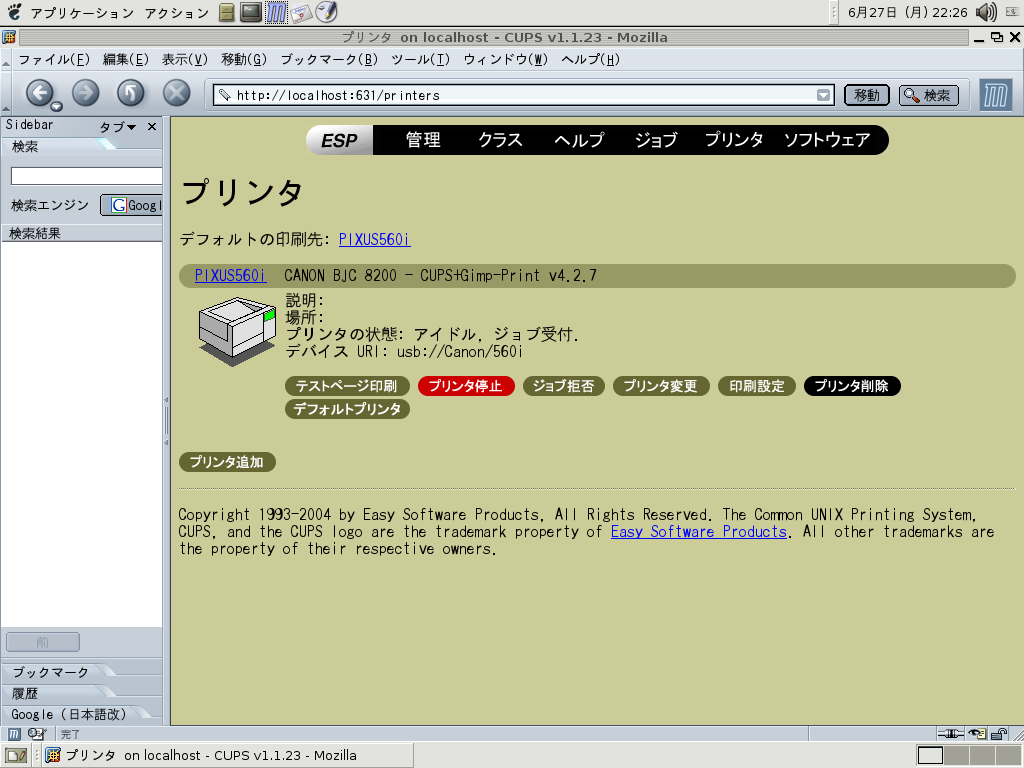 アプリケーション アクション 6月27日 (月) 22:26
プリンタ on localhost - CUPS v1.1.23 - Mozilla
ファイル(F) 編集(E) 表示(V) 移動(G) ブックマーク(B) ツール(T) ウィンドウ(W) ヘルプ(H)
http://localhost:631/printers 移動 検索
Sidebar タブ
検索
検索エンジン Googl
検索結果
ESP 管理 クラス ヘルプ ジョブ プリンタ ソフトウェア
プリンタ
デフォルトの印刷先: PIXUS560i
PIXUS560i CANON BJC 8200 - CUPS+Gimp-Print v4.2.7
説明:
場所:
プリンタの状態: アイドル, ジョブ受付.
デバイス URI: usb://Canon/560i
テストページ印刷 プリンタ停止 ジョブ拒否 プリンタ変更 印刷設定 プリンタ削除
デフォルトプリンタ
プリンタ追加
Copyright 1993-2004 by Easy Software Products, All Rights Reserved. The Common UNIX Printing System,
CUPS, and the CUPS logo are the trademark property of Easy Software Products. All other trademarks are
the property of their respective owners.
前
ブックマーク
履歴
Google (日本語改)
完了
プリンタ on localhost - CUPS v1.1.23 - Mozilla